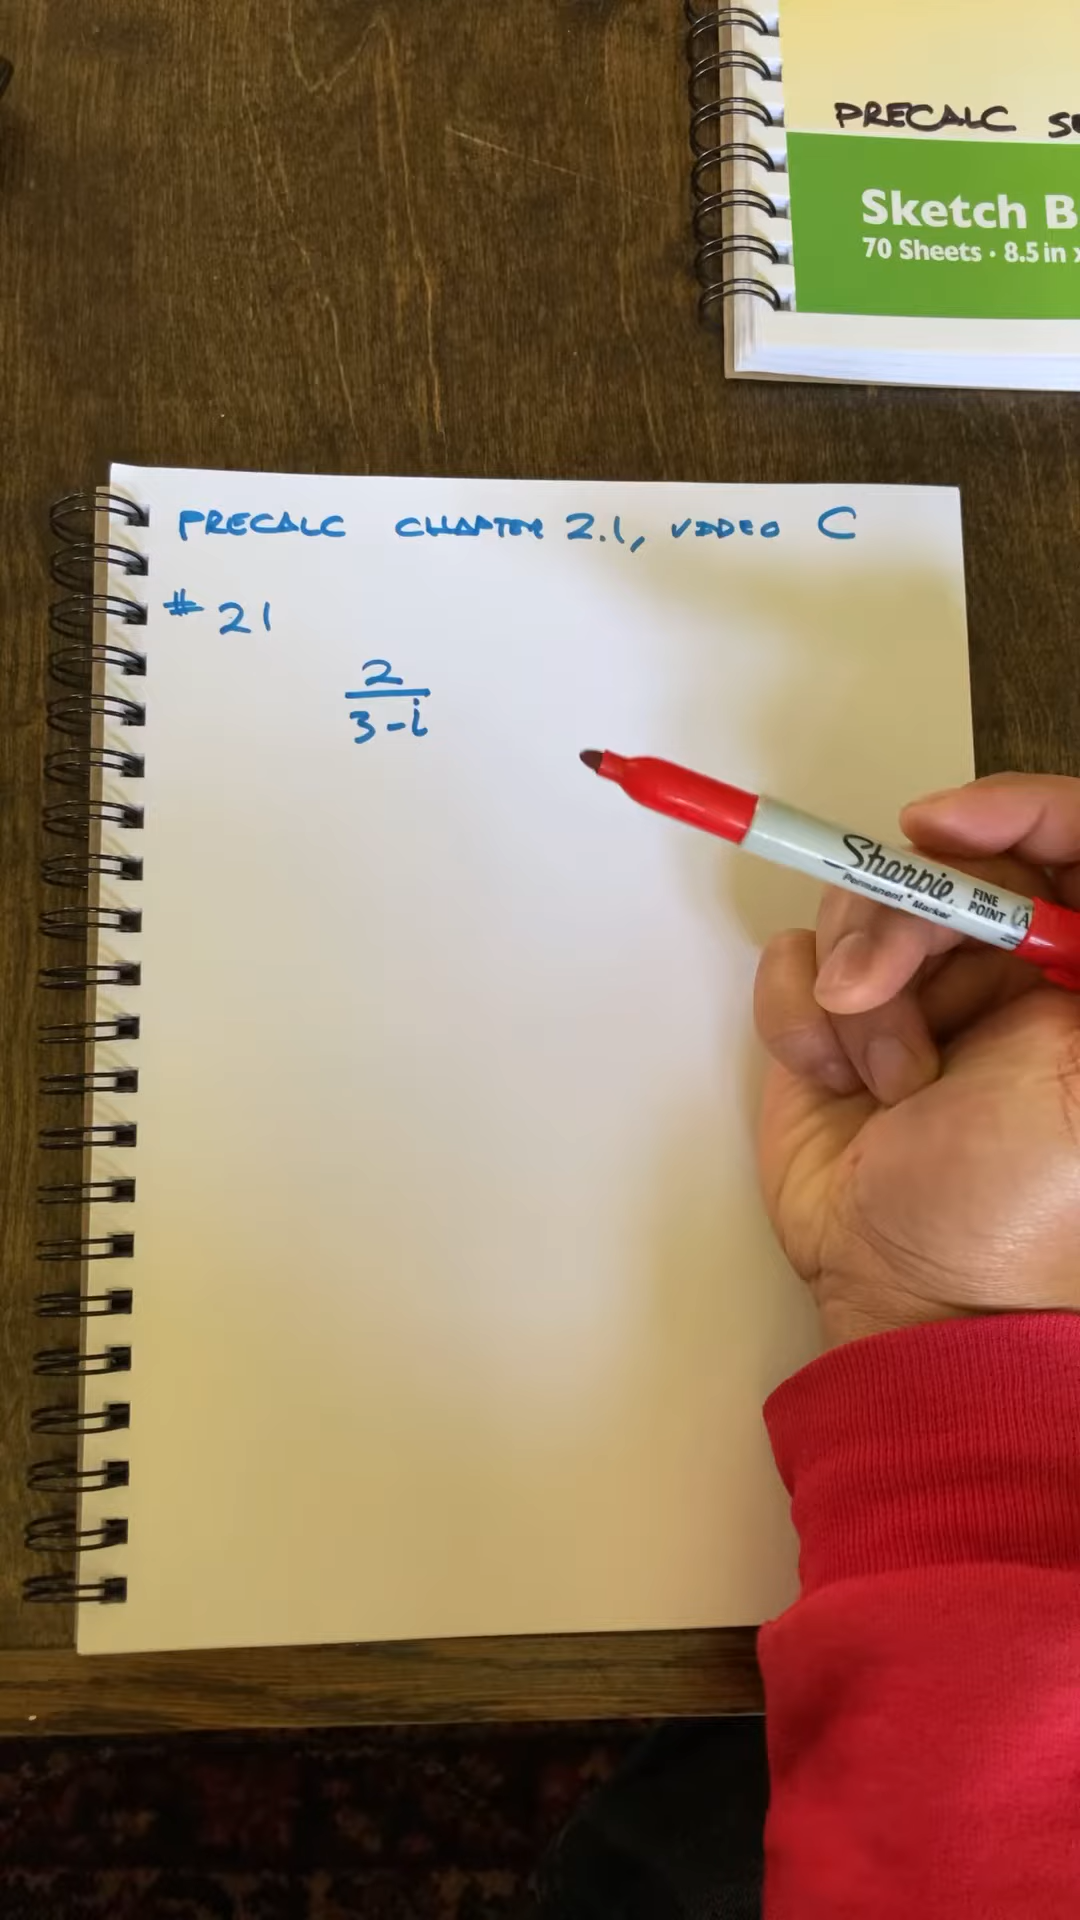 PRECALC
Sketch B
70 Sheets · 8.5 in
PRECALC CHAPTER 2.1, VIDEO C
# 21
2
3-i
Sharpie
FINE POINT
Permanent Marker